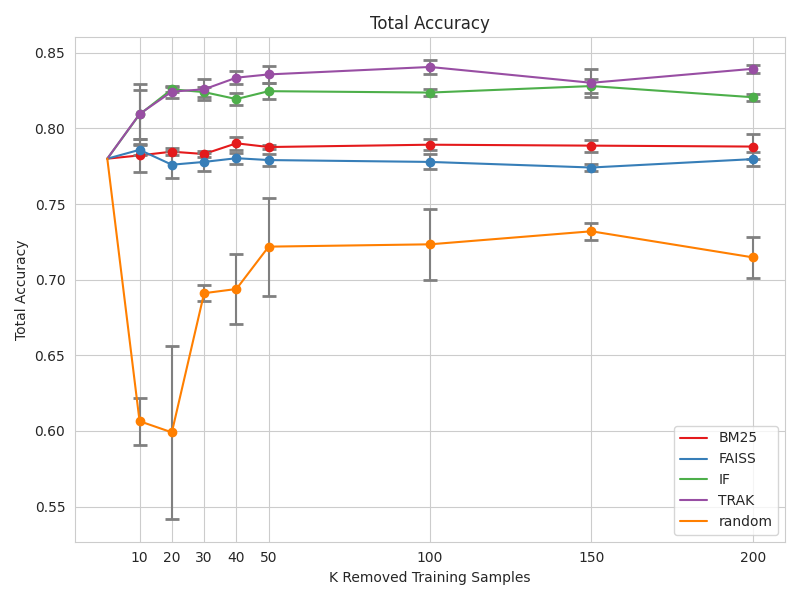 Total Accuracy
Total Accuracy
0.85
0.80
0.75
0.70
0.65
0.60
0.55
10 20 30 40 50 100 150 200
K Removed Training Samples
BM25
FAISS
IF
TRAK
random